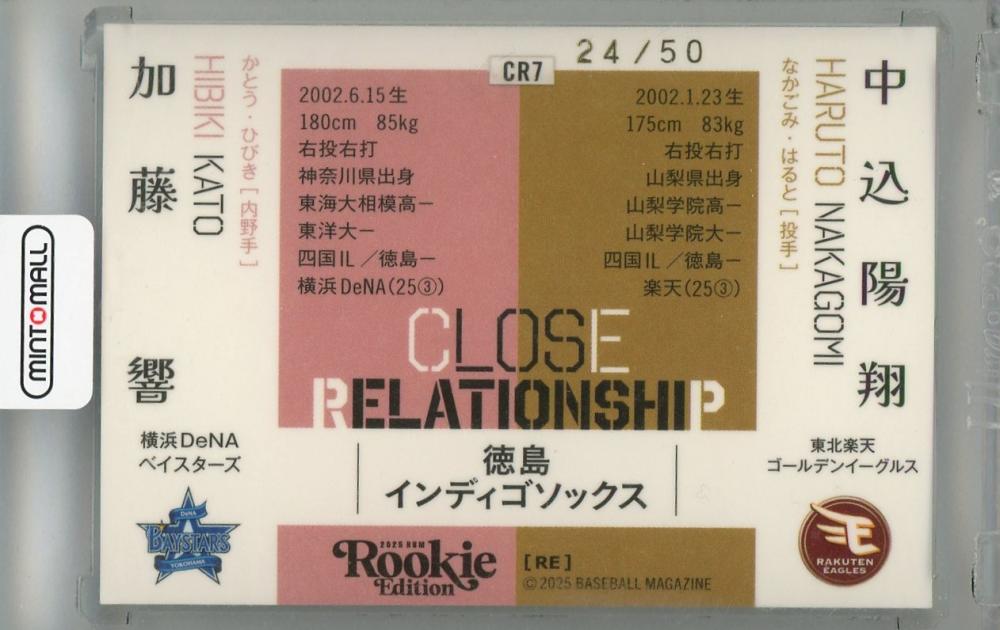 24/50
CR7
加藤 響
HIBIKI KATO
かとう・ひびき[内野手]
2002.6.15生
180cm 85kg
右投右打
神奈川県出身
東海大相模高ー
東洋大ー
四国IL/徳島ー
横浜DeNA(25③)
2002.1.23生
175cm 83kg
右投右打
山梨県出身
山梨学院高ー
山梨学院大ー
四国IL/徳島ー
楽天(25③)
中込陽翔
HARUTO NAKAGOMI
なかごみ・はると[投手]
CLOSE
RELATIONSHIP
徳島
インディゴソックス
横浜DeNA
ベイスターズ
DeNA
BAYSTARS
YOKOHAMA
東北楽天
ゴールデンイーグルス
E
RAKUTEN
EAGLES
2025 BBM
Rookie
Edition
[RE]
©2025 BASEBALL MAGAZINE
MINTOMALL